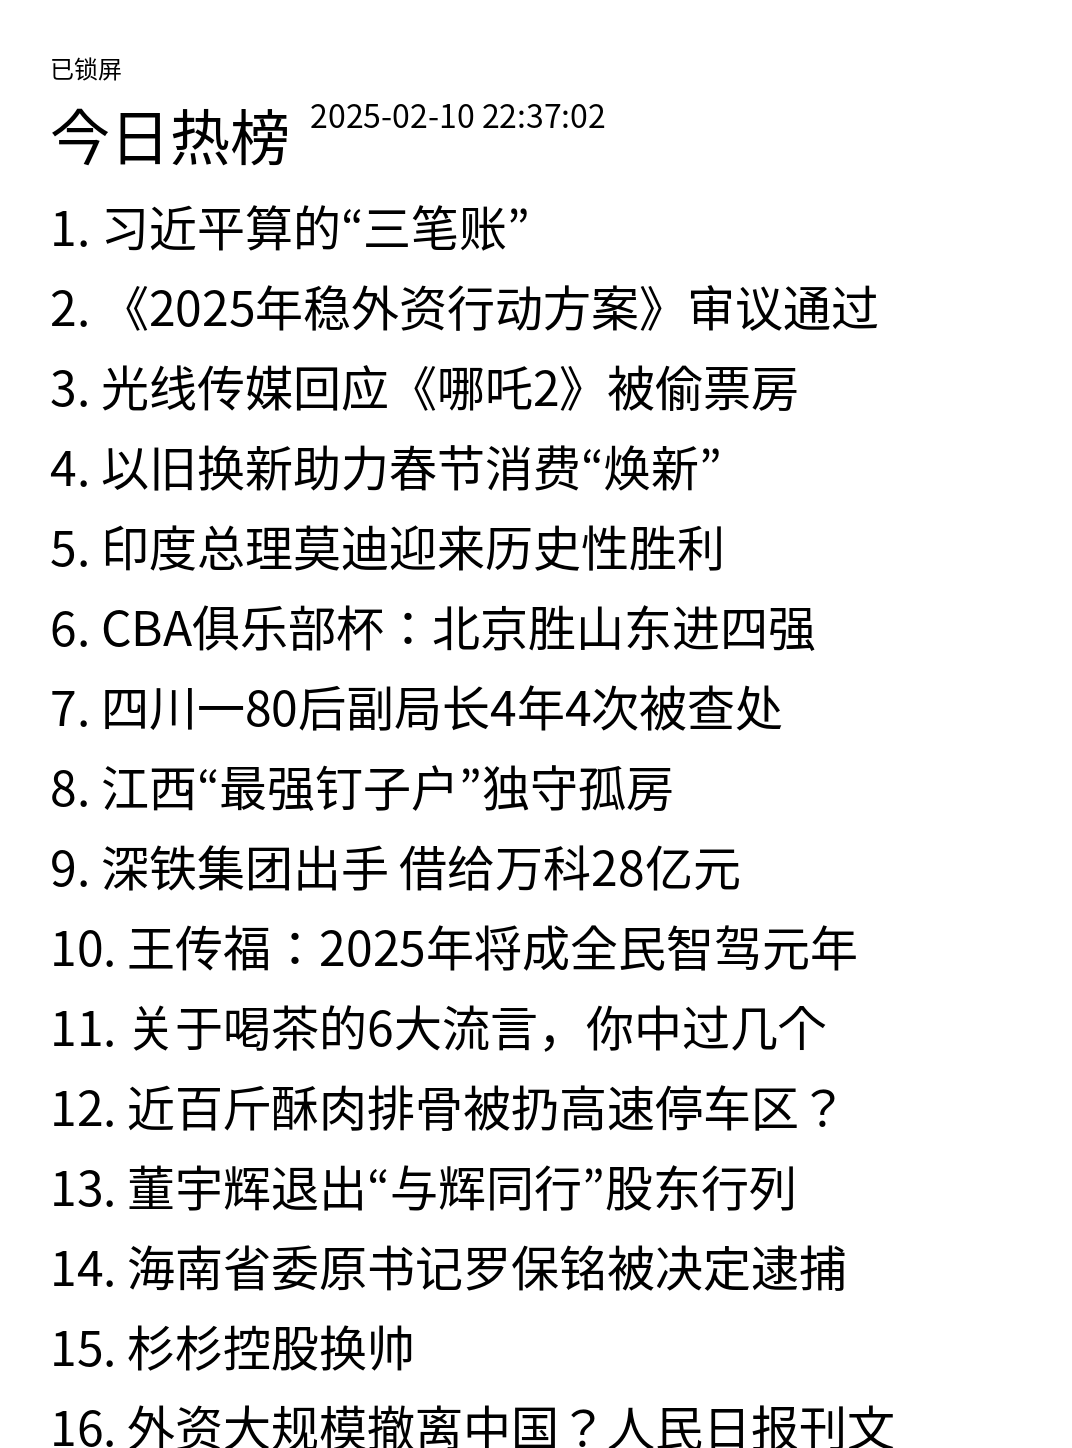 已锁屏
今日热榜 2025-02-10 22:37:02
1. 习近平算的“三笔账”
2. 《2025年稳外资行动方案》审议通过
3. 光线传媒回应《哪吒2》被偷票房
4. 以旧换新助力春节消费“焕新”
5. 印度总理莫迪迎来历史性胜利
6. CBA俱乐部杯：北京胜山东进四强
7. 四川一80后副局长4年4次被查处
8. 江西“最强钉子户”独守孤房
9. 深铁集团出手 借给万科28亿元
10. 王传福：2025年将成全民智驾元年
11. 关于喝茶的6大流言，你中过几个
12. 近百斤酥肉排骨被扔高速停车区？
13. 董宇辉退出“与辉同行”股东行列
14. 海南省委原书记罗保铭被决定逮捕
15. 杉杉控股换帅
16. 外资大规模撤离中国？人民日报刊文